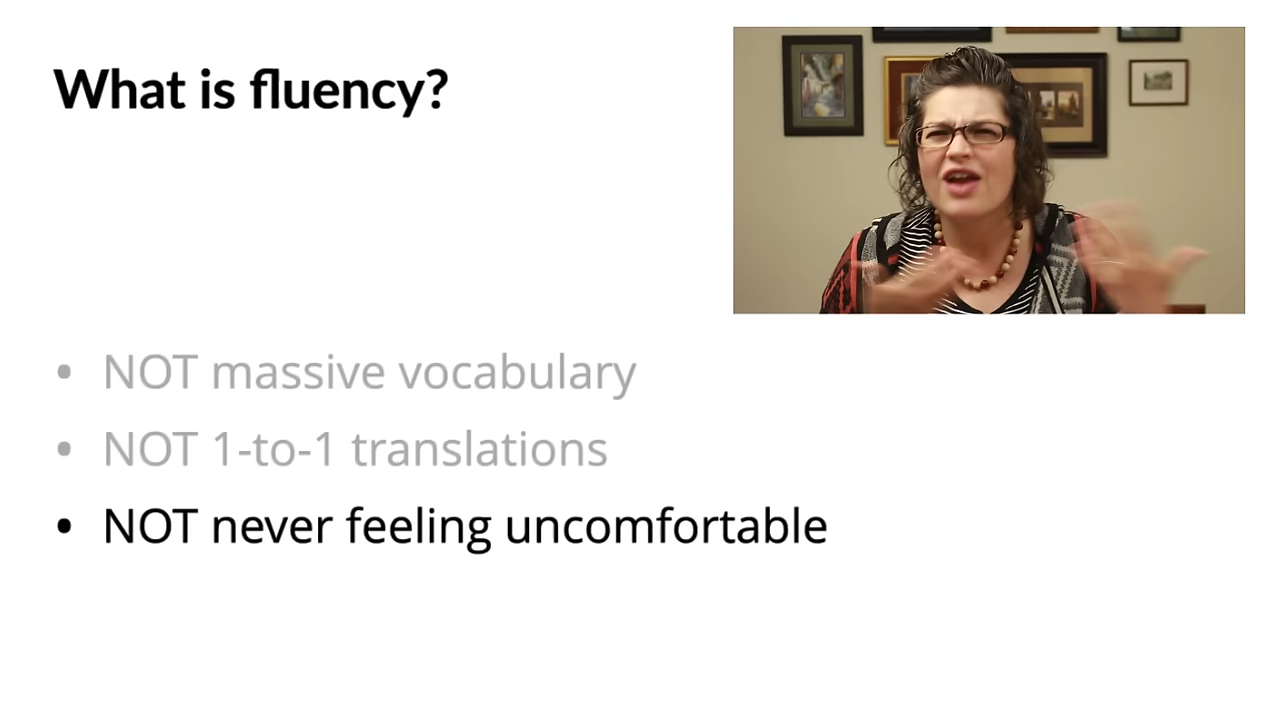 What is fluency?
• NOT massive vocabulary
• NOT 1-to-1 translations
• NOT never feeling uncomfortable